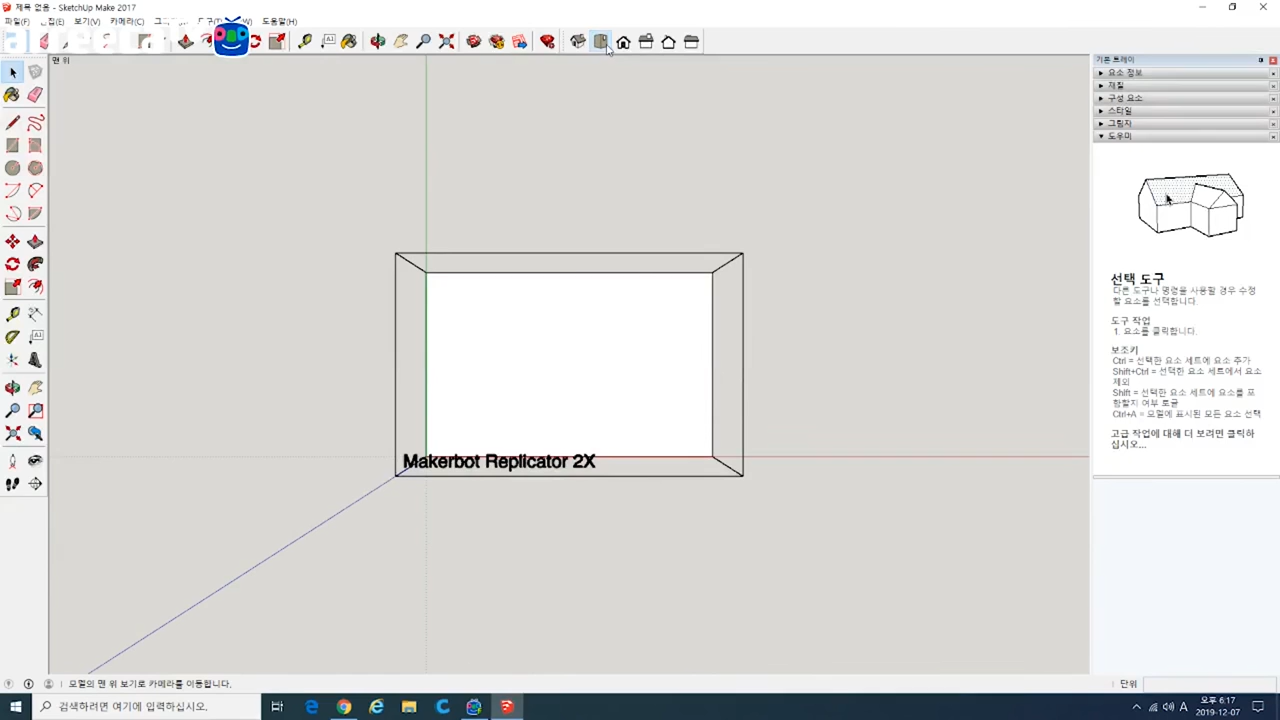 제목 없음 - SketchUp Make 2017
파일(F) 보기(V) 카메라(C) 도움말(H)
맨 위
기본 트레이
요소 정보
재질
구성 요소
스타일
그림자
도우미
선택 도구
다른 도구나 명령을 사용할 경우 수정
할 요소를 선택합니다.
도구 작업
1. 요소를 클릭합니다.
보조키
Ctrl = 선택한 요소 세트에 요소 추가
Shift+Ctrl = 선택한 요소 세트에서 요소
제외
Shift = 선택한 요소 세트에 요소를 포
함할지 여부 토글
Ctrl+A = 모델에 표시된 모든 요소 선택
고급 작업에 대해 더 보려면 클릭하
십시오...
Makerbot Replicator 2X
모델의 맨 위 보기로 카메라를 이동합니다.
단위
검색하려면 여기에 입력하십시오.
A
오후 6:17
2019-12-07